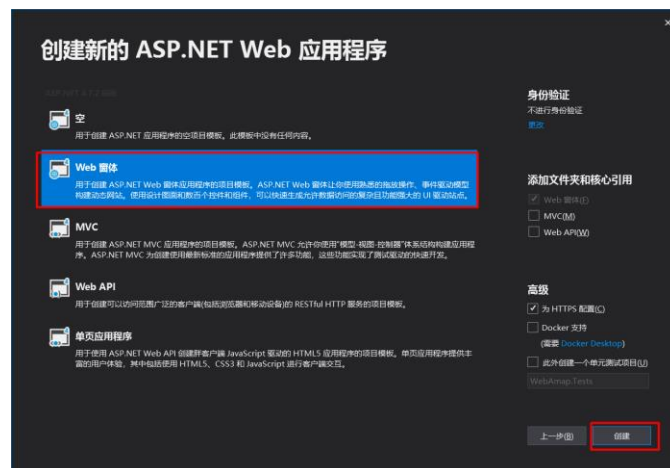 创建新的 ASP.NET Web 应用程序
空
用于创建 ASP.NET 应用程序的空项目模板。此模板中没有任何内容。
Web 窗体
用于创建 ASP.NET Web 窗体应用程序的项目模板。ASP.NET Web 窗体让你使用熟悉的拖放操作、事件驱动模型
构建动态网站。使用设计图面和数百个控件和组件，可以快速生成允许数据访问的复杂且功能强大的 UI 驱动站点。
MVC
用于创建 ASP.NET MVC 应用程序的项目模板。ASP.NET MVC 允许你使用"模型-视图-控制器"体系结构构建应用程
序。ASP.NET MVC 为创建使用最新标准的应用程序提供了许多功能，这些功能实现了测试驱动的快速开发。
Web API
用于创建可以访问范围广泛的客户端(包括浏览器和移动设备)的 RESTful HTTP 服务的项目模板。
单页应用程序
用于使用 ASP.NET Web API 创建胖客户端 JavaScript 驱动的 HTML5 应用程序的项目模板。单页应用程序提供丰
富的用户体验，其中包括使用 HTML5、CSS3 和 JavaScript 进行客户端交互。
身份验证
不进行身份验证
更改
添加文件夹和核心引用
Web 窗体(F)
MVC(M)
Web API(W)
高级
为 HTTPS 配置(C)
Docker 支持
(需要 Docker Desktop)
此外创建一个单元测试项目(U)
WebAmap.Tests
上一步(B)
创建